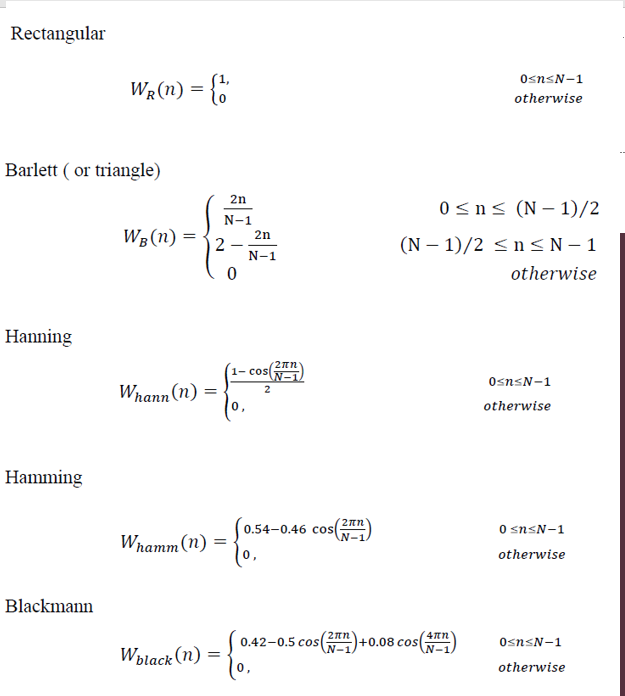 Rectangular
W_R(n) = {1, 0≤n≤N−1
0 otherwise
Barlett ( or triangle)
W_B(n) = { 2n/N−1 0 ≤ n ≤ (N − 1)/2
2 − 2n/N−1 (N − 1)/2 ≤ n ≤ N − 1
0 otherwise
Hanning
W_hann(n) = { 1− cos(2πn/N−1)/2 0≤n≤N−1
0, otherwise
Hamming
W_hamm(n) = { 0.54−0.46 cos(2πn/N−1) 0 ≤n≤N−1
0, otherwise
Blackmann
W_black(n) = { 0.42−0.5 cos(2πn/N−1)+0.08 cos(4πn/N−1) 0≤n≤N−1
0, otherwise